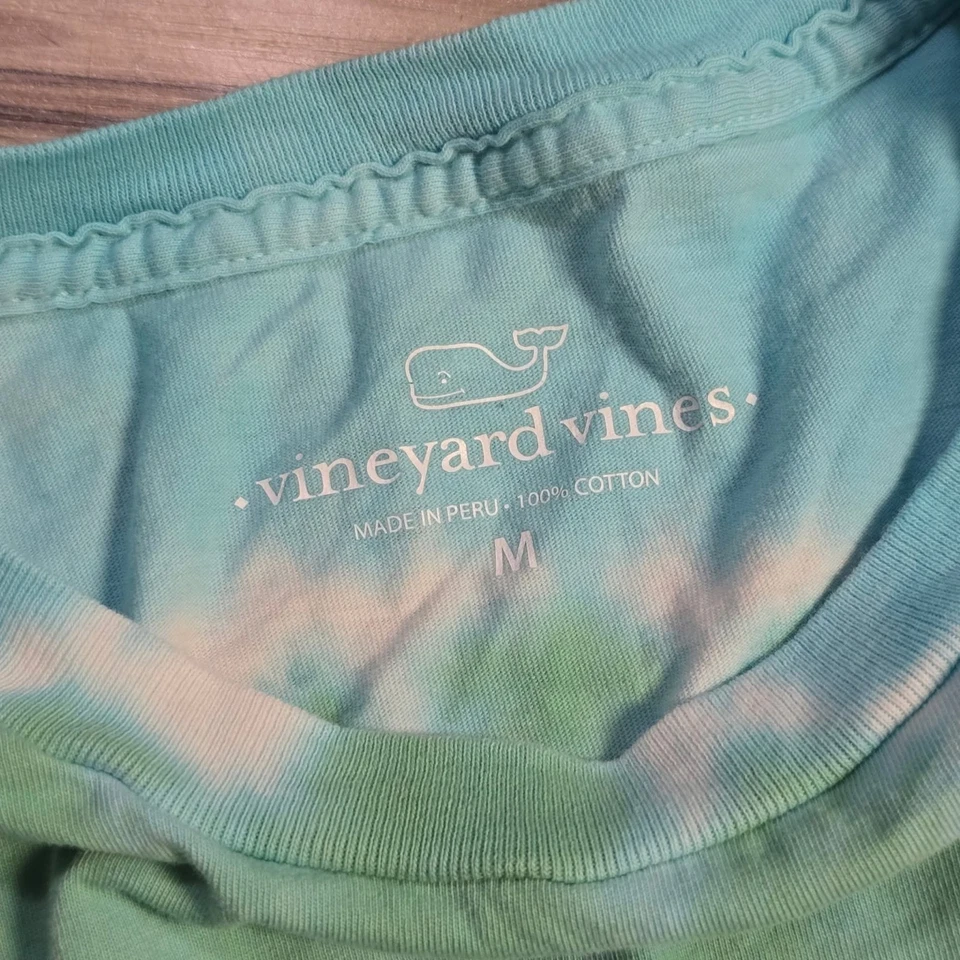 vineyard vines
MADE IN PERU • 100% COTTON
M